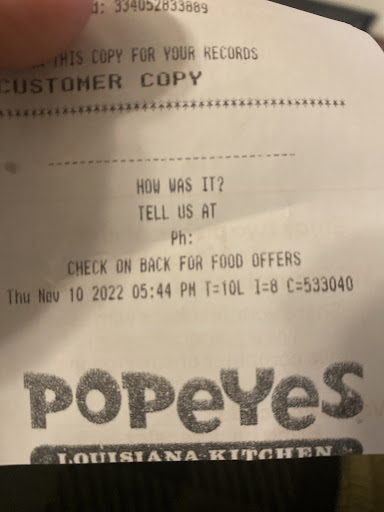 d: 334052833889
THIS COPY FOR YOUR RECORDS
CUSTOMER COPY
****************************************
----------------------------------
HOW WAS IT?
TELL US AT
Ph:
CHECK ON BACK FOR FOOD OFFERS
Thu Nov 10 2022 05:44 PM T=10L I=8 C=533040
POPEYES
LOUISIANA KITCHEN